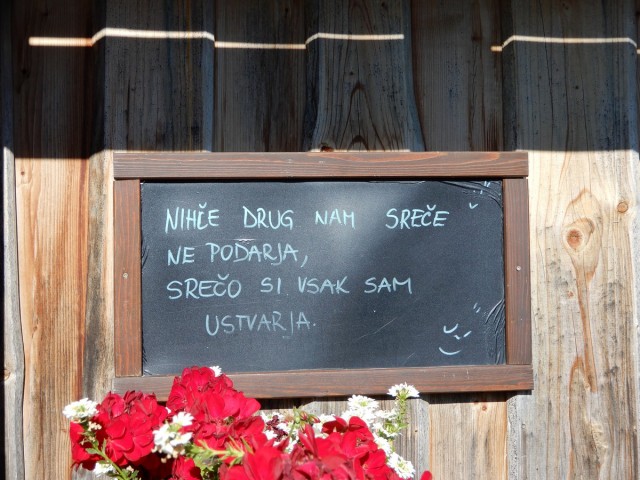 NIHČE DRUG NAM SREČE
NE PODARJA,
SREČO SI VSAK SAM
USTVARJA.